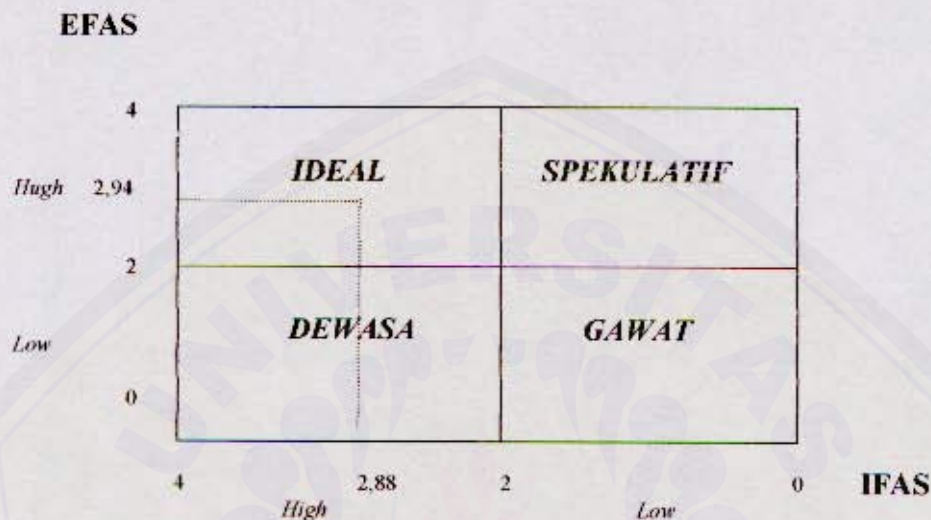 EFAS
4
IDEAL SPEKULATIF
Hugh 2,94
2
DEWASA GAWAT
Low
0
4 2,88 2 0 IFAS
High Low
UNIVERSITAS